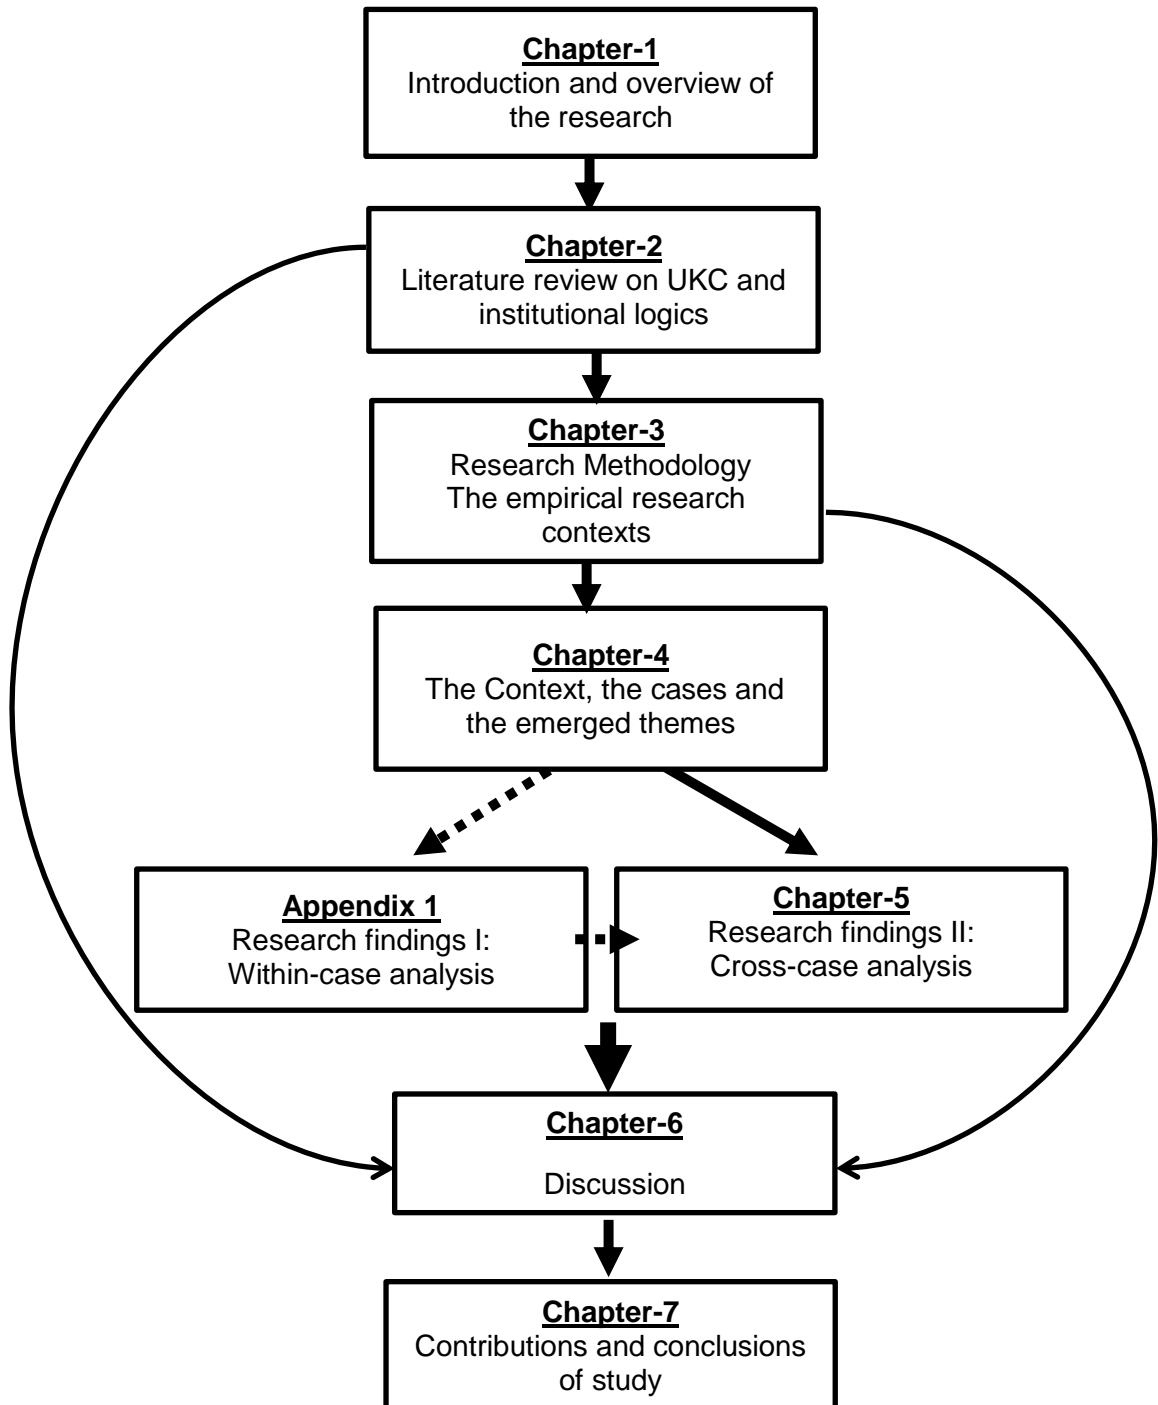 Chapter-1
Introduction and overview of
the research
Chapter-2
Literature review on UKC and
institutional logics
Chapter-3
Research Methodology
The empirical research
contexts
Chapter-4
The Context, the cases and
the emerged themes
Appendix 1
Research findings I:
Within-case analysis
Chapter-5
Research findings II:
Cross-case analysis
Chapter-6
Discussion
Chapter-7
Contributions and conclusions
of study